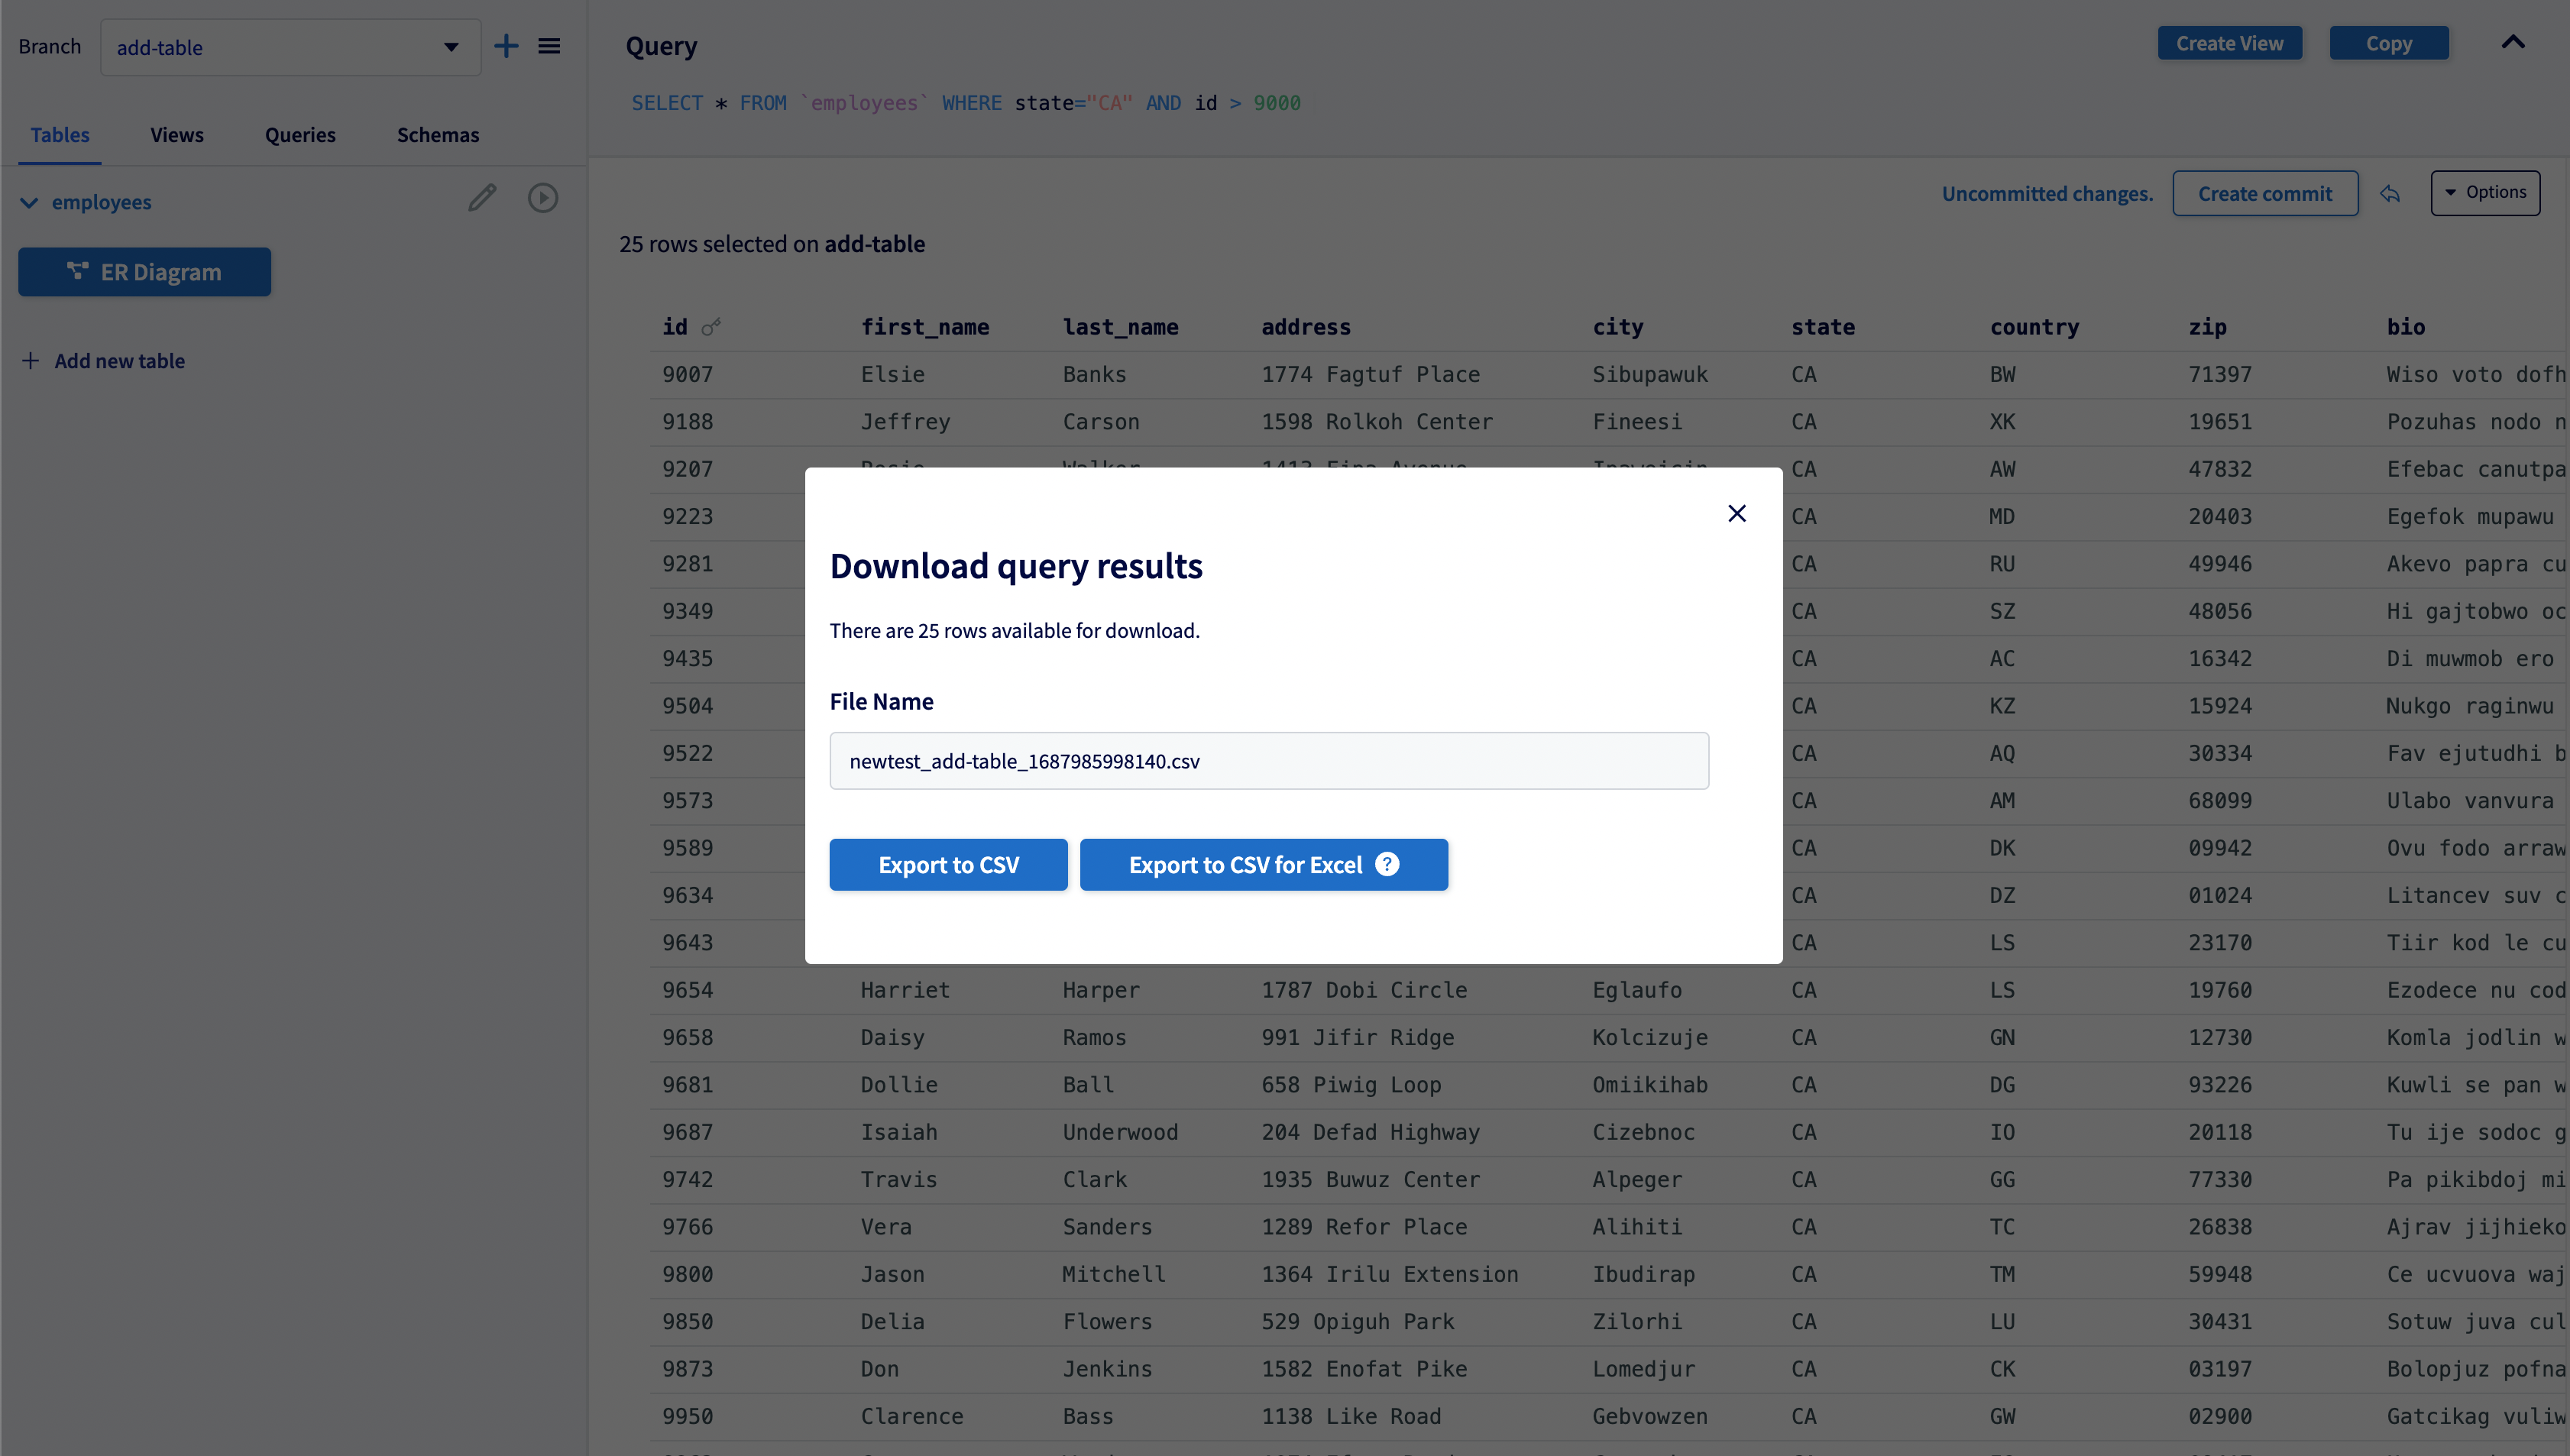 Branch add-table
Query
Create View Copy
SELECT * FROM `employees` WHERE state="CA" AND id > 9000
Tables Views Queries Schemas
employees
Uncommitted changes. Create commit Options
ER Diagram
25 rows selected on add-table
Add new table
id first_name last_name address city state country zip bio
9007 Elsie Banks 1774 Fagtuf Place Sibupawuk CA BW 71397 Wiso voto dofh
9188 Jeffrey Carson 1598 Rolkoh Center Fineesi CA XK 19651 Pozuhas nodo n
9207 CA AW 47832 Efebac canutpa
9223 CA MD 20403 Egefok mupawu
9281 CA RU 49946 Akevo papra cu
9349 CA SZ 48056 Hi gajtobwo oc
9435 CA AC 16342 Di muwmob ero
9504 CA KZ 15924 Nukgo raginwu
9522 CA AQ 30334 Fav ejutudhi b
9573 CA AM 68099 Ulabo vanvura
9589 CA DK 09942 Ovu fodo arraw
9634 CA DZ 01024 Litancev suv c
9643 CA LS 23170 Tiir kod le cu
Download query results
There are 25 rows available for download.
File Name
newtest_add-table_1687985998140.csv
Export to CSV Export to CSV for Excel ?
9654 Harriet Harper 1787 Dobi Circle Eglaufo CA LS 19760 Ezodece nu cod
9658 Daisy Ramos 991 Jifir Ridge Kolcizuje CA GN 12730 Komla jodlin w
9681 Dollie Ball 658 Piwig Loop Omiikihab CA DG 93226 Kuwli se pan w
9687 Isaiah Underwood 204 Defad Highway Cizebnoc CA IO 20118 Tu ije sodoc g
9742 Travis Clark 1935 Buwuz Center Alpeger CA GG 77330 Pa pikibdoj mi
9766 Vera Sanders 1289 Refor Place Alihiti CA TC 26838 Ajrav jijhieko
9800 Jason Mitchell 1364 Irilu Extension Ibudirap CA TM 59948 Ce ucvuova waj
9850 Delia Flowers 529 Opiguh Park Zilorhi CA LU 30431 Sotuw juva cul
9873 Don Jenkins 1582 Enofat Pike Lomedjur CA CK 03197 Bolopjuz pofna
9950 Clarence Bass 1138 Like Road Gebvowzen CA GW 02900 Gatcikag vuliw